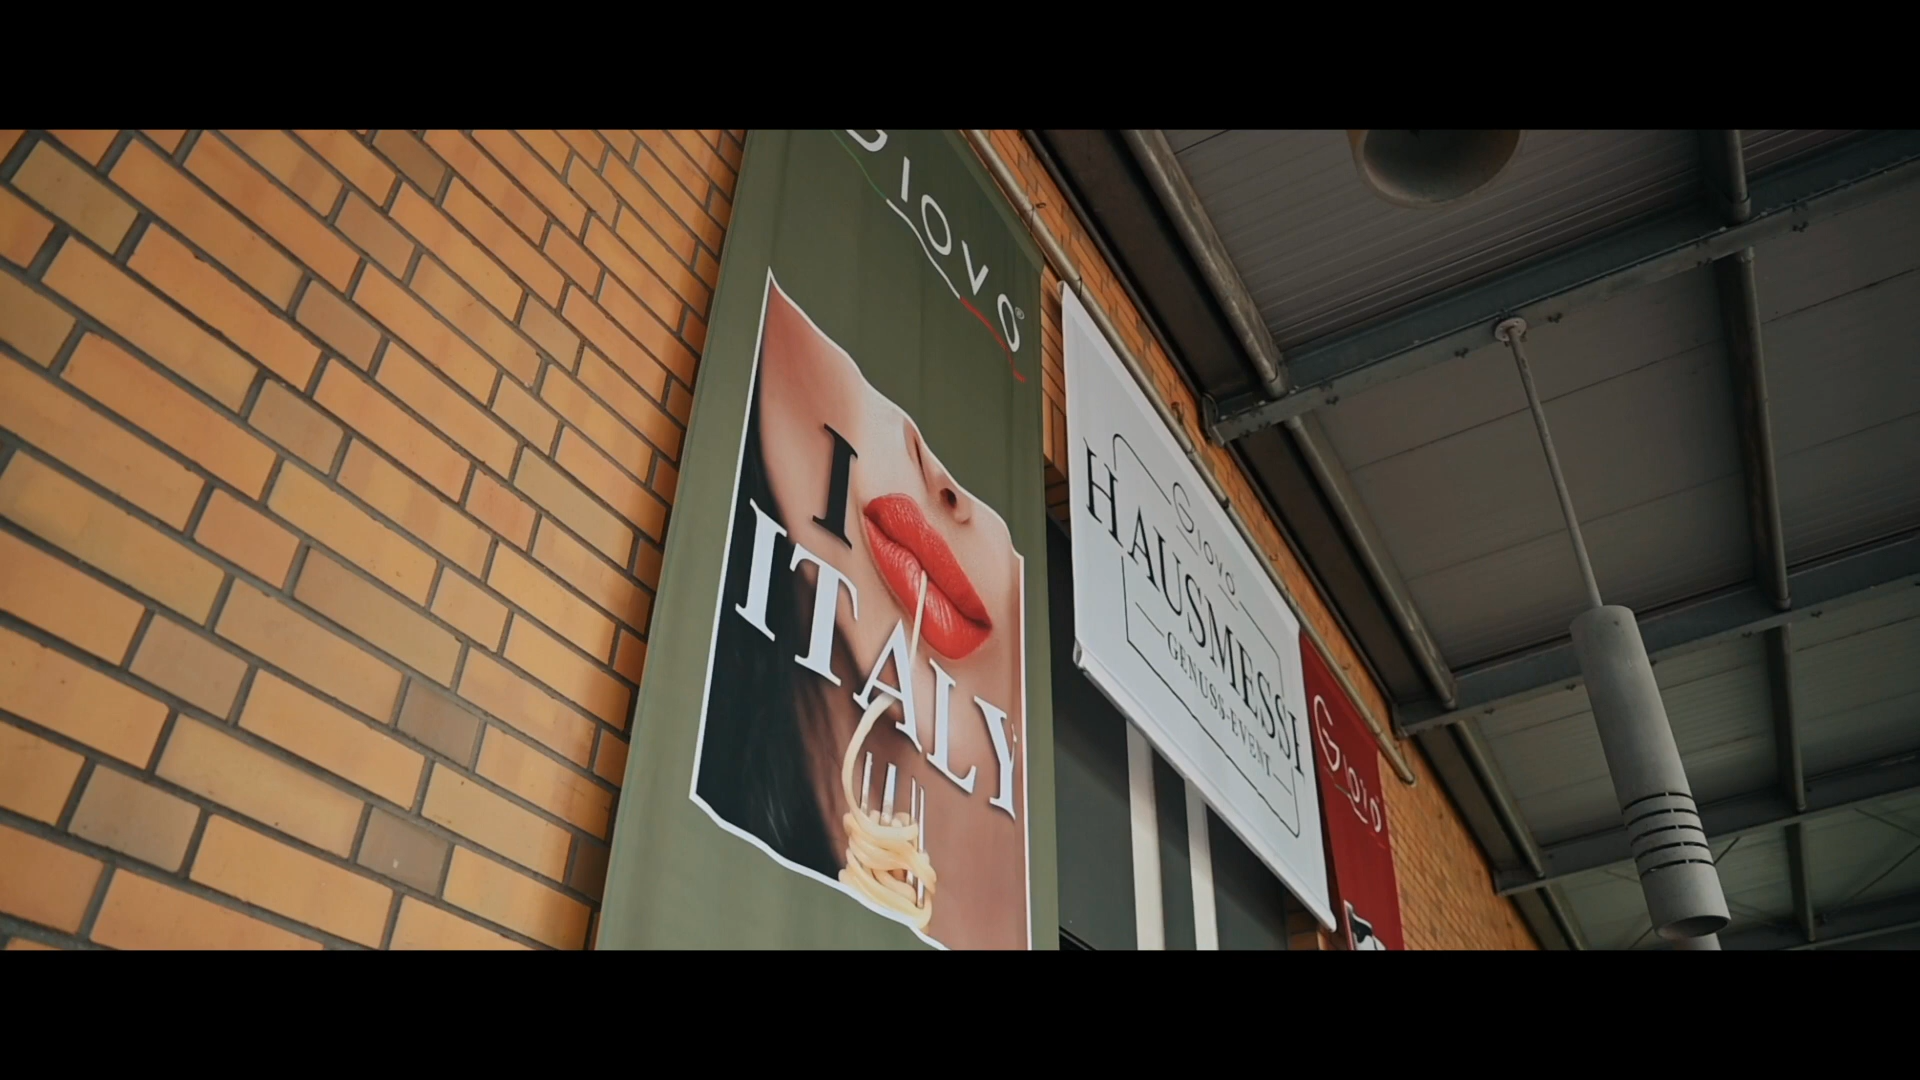 GIOVO®
I
ITALY
Giovo
HAUSMESSE
GENUSS-EVENT
Giovo